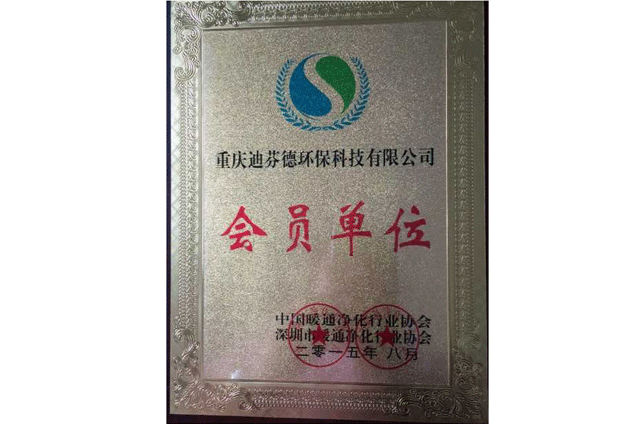 重庆迪芬德环保科技有限公司
会员单位
中国暖通净化行业协会
深圳市暖通净化行业协会
二零一五年 八月